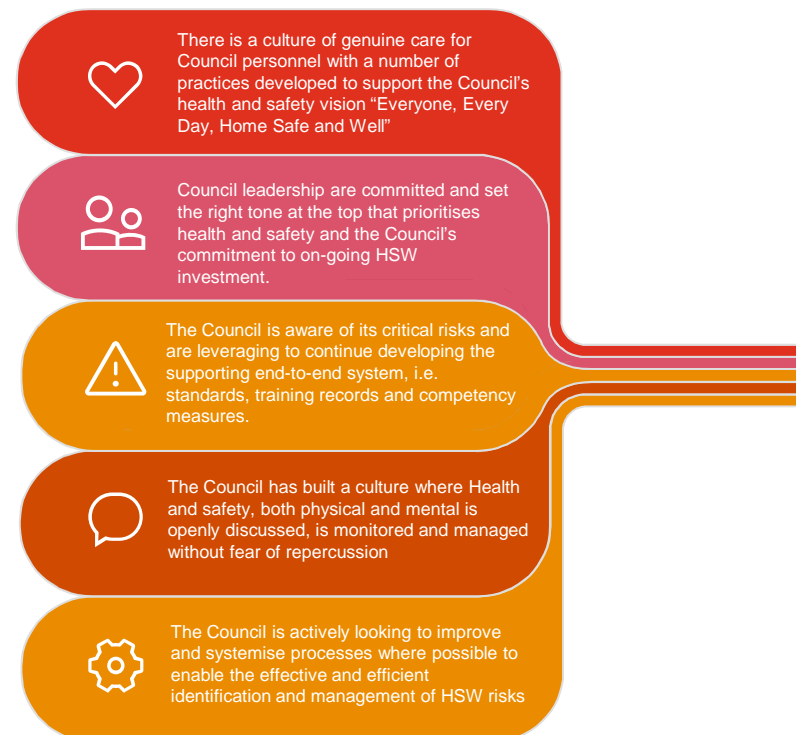 There is a culture of genuine care for
Council personnel with a number of
practices developed to support the Council's
health and safety vision “Everyone, Every
Day, Home Safe and Well”
Council leadership are committed and set
the right tone at the top that prioritises
health and safety and the Council's
commitment to on-going HSW
investment.
The Council is aware of its critical risks and
are leveraging to continue developing the
supporting end-to-end system, i.e.
standards, training records and competency
measures.
The Council has built a culture where Health
and safety, both physical and mental is
openly discussed, is monitored and managed
without fear of repercussion
The Council is actively looking to improve
and systemise processes where possible to
enable the effective and efficient
identification and management of HSW risks